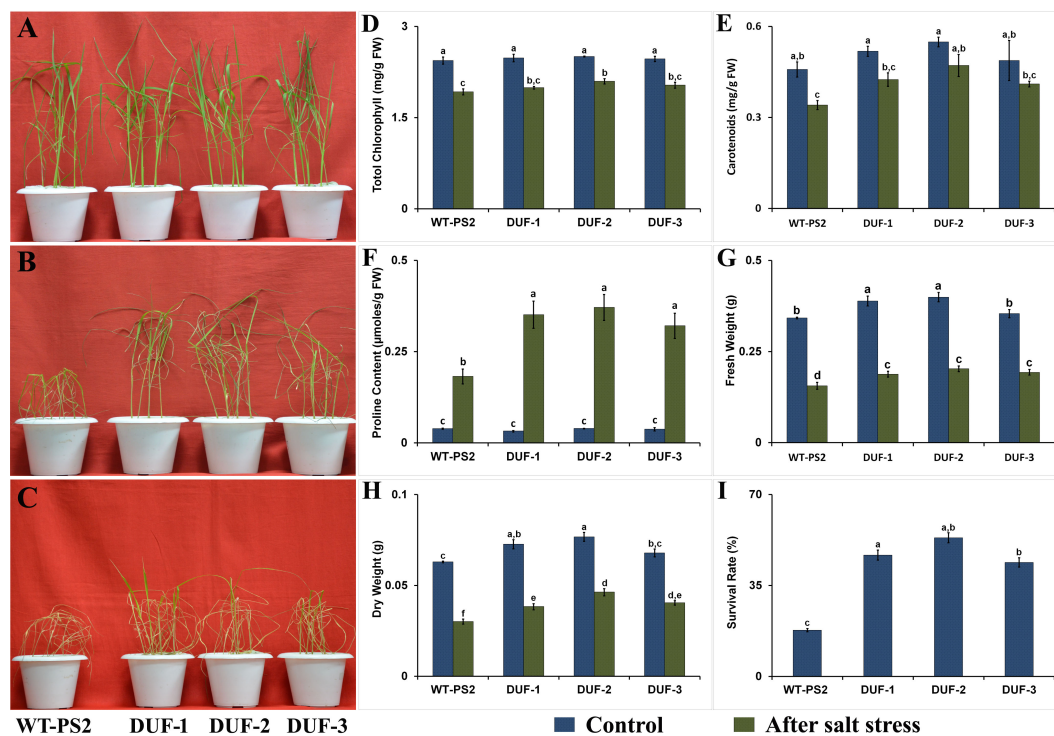 A
B
C
WT-PS2 DUF-1 DUF-2 DUF-3
D
Totol Chlorophyll (mg/g FW)
3
1.5
0
a c a b,c a b a b,c
WT-PS2 DUF-1 DUF-2 DUF-3
E
Carotenoids (mg/g FW)
0.6
0.3
0
a,b c a b,c a a,b a,b b,c
WT-PS2 DUF-1 DUF-2 DUF-3
F
Proline Content (µmoles/g FW)
0.5
0.25
0
c b c a c a c a
WT-PS2 DUF-1 DUF-2 DUF-3
G
Fresh Weight (g)
0.5
0.25
0
b d a c a c b c
WT-PS2 DUF-1 DUF-2 DUF-3
H
Dry Weight (g)
0.1
0.05
0
c f a,b e a d b,c d,e
WT-PS2 DUF-1 DUF-2 DUF-3
I
Survival Rate (%)
70
35
0
c a a,b b
WT-PS2 DUF-1 DUF-2 DUF-3
Control After salt stress